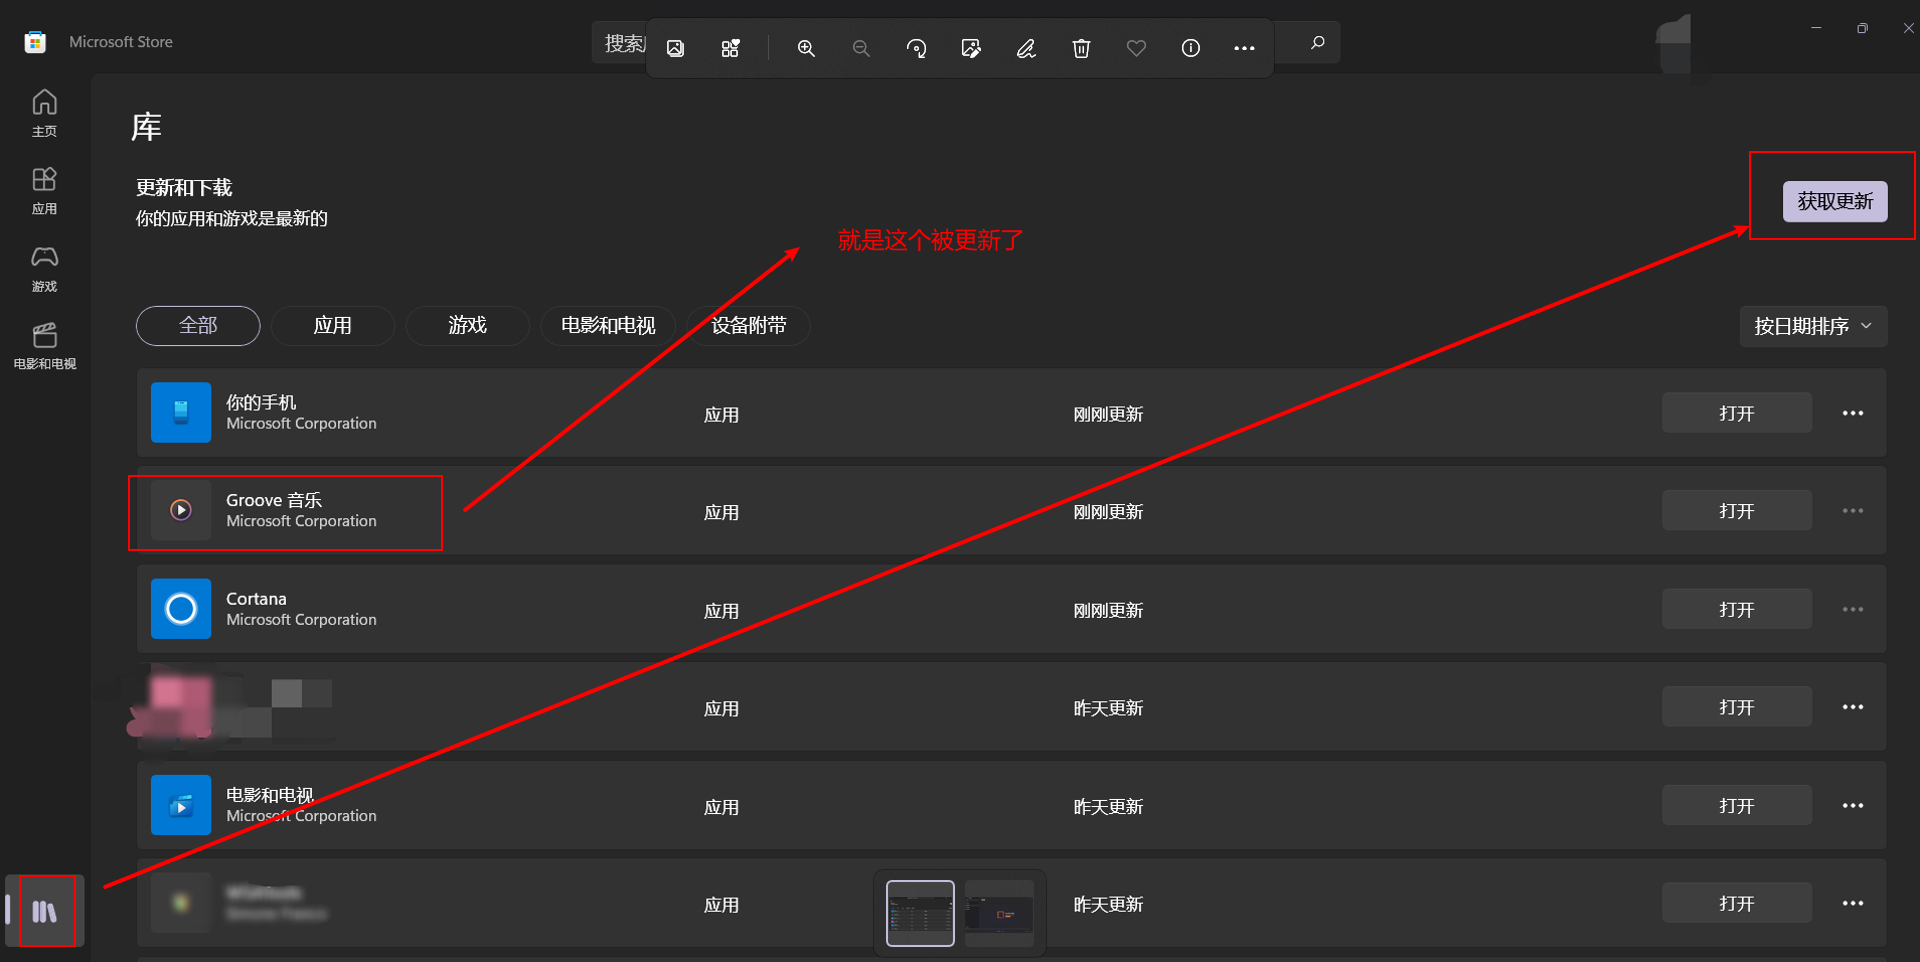 Microsoft Store
搜索
主页
应用
游戏
电影和电视
库
更新和下载
你的应用和游戏是最新的
获取更新
就是这个被更新了
全部
应用
游戏
电影和电视
设备附带
按日期排序
你的手机
Microsoft Corporation
应用
刚刚更新
打开
Groove 音乐
Microsoft Corporation
应用
刚刚更新
打开
Cortana
Microsoft Corporation
应用
刚刚更新
打开
应用
昨天更新
打开
电影和电视
Microsoft Corporation
应用
昨天更新
打开
应用
昨天更新
打开